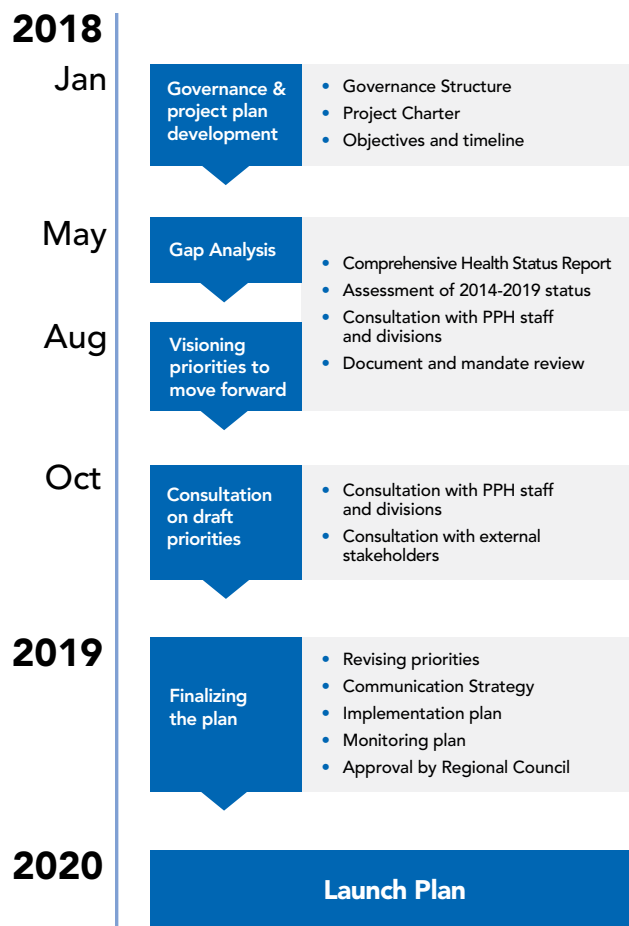 2018
Jan
Governance &
project plan
development
• Governance Structure
• Project Charter
• Objectives and timeline
May
Gap Analysis
Aug
Visioning
priorities to
move forward
• Comprehensive Health Status Report
• Assessment of 2014-2019 status
• Consultation with PPH staff
and divisions
• Document and mandate review
Oct
Consultation
on draft
priorities
• Consultation with PPH staff
and divisions
• Consultation with external
stakeholders
2019
Finalizing
the plan
• Revising priorities
• Communication Strategy
• Implementation plan
• Monitoring plan
• Approval by Regional Council
2020
Launch Plan